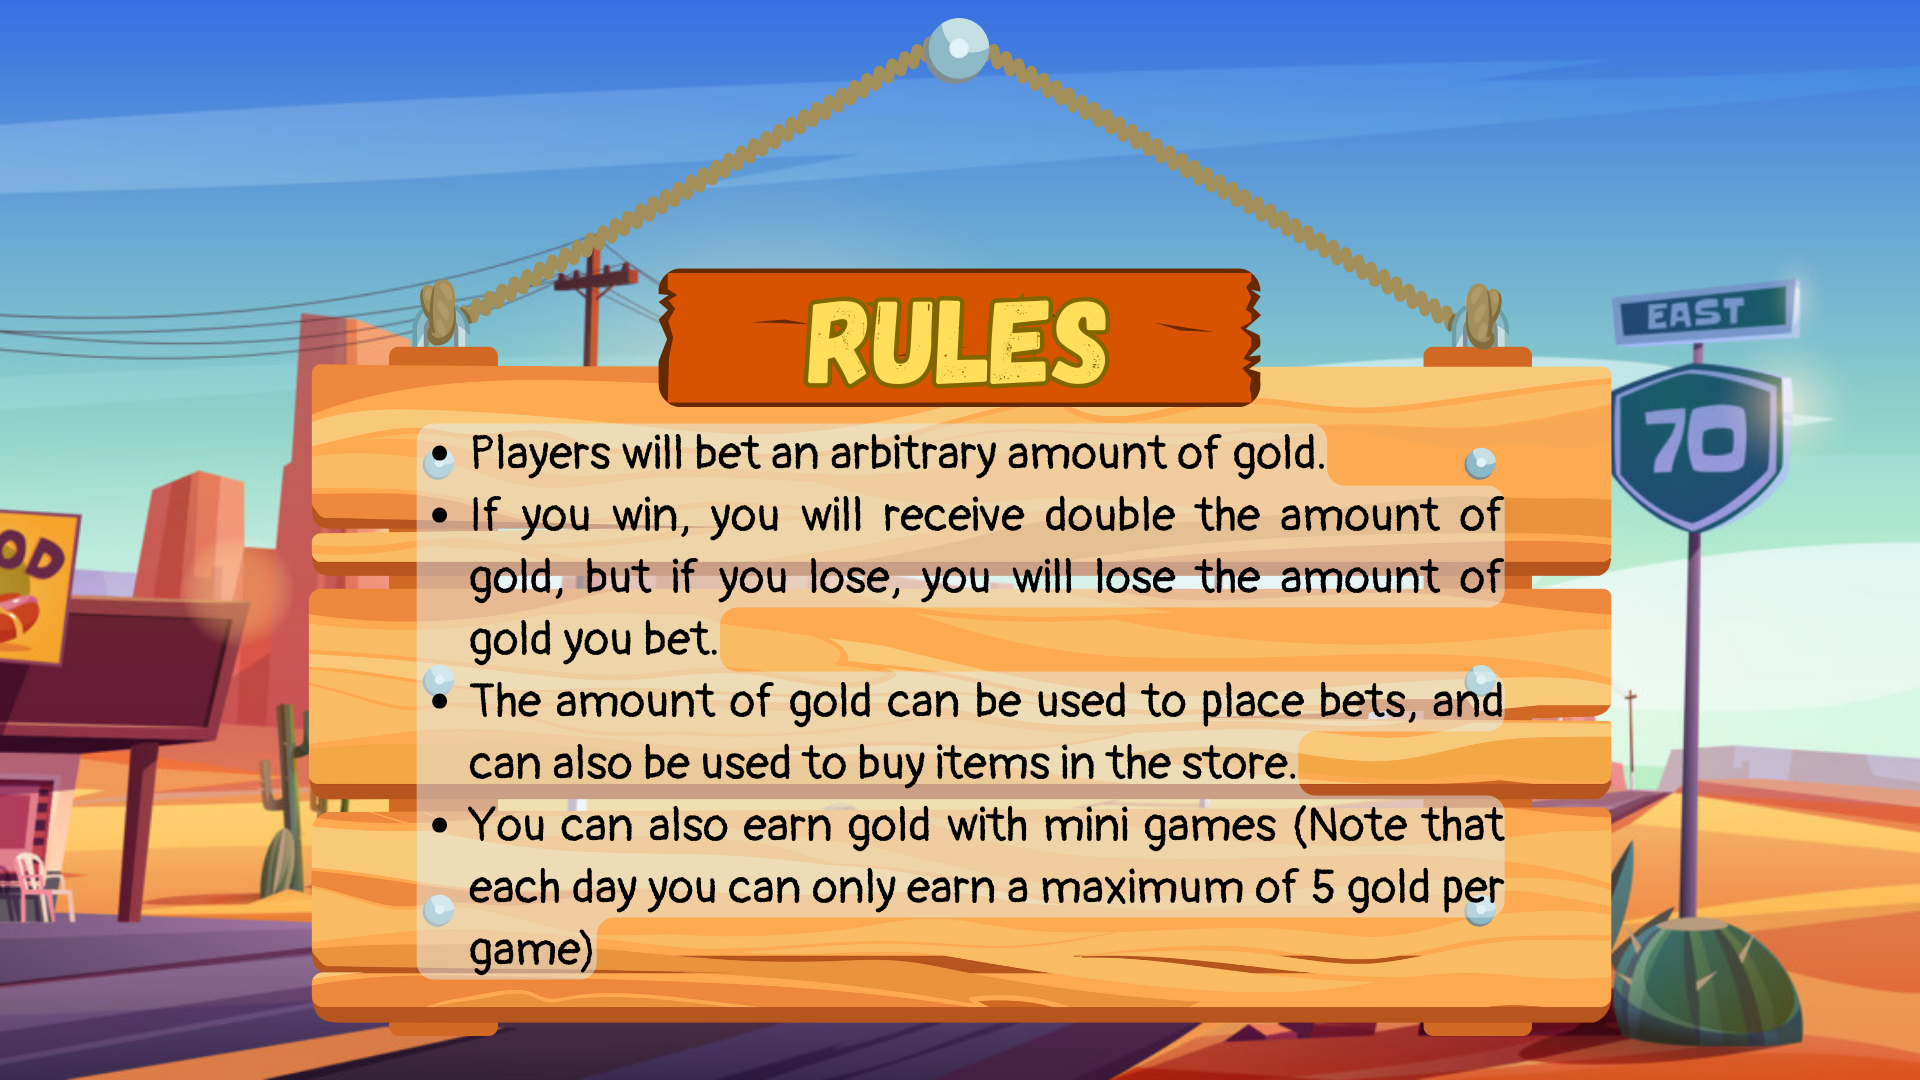 RULES
• Players will bet an arbitrary amount of gold.
• If you win, you will receive double the amount of
gold, but if you lose, you will lose the amount of
gold you bet.
• The amount of gold can be used to place bets, and
can also be used to buy items in the store.
• You can also earn gold with mini games (Note that
each day you can only earn a maximum of 5 gold per
game)
EAST
70
OD